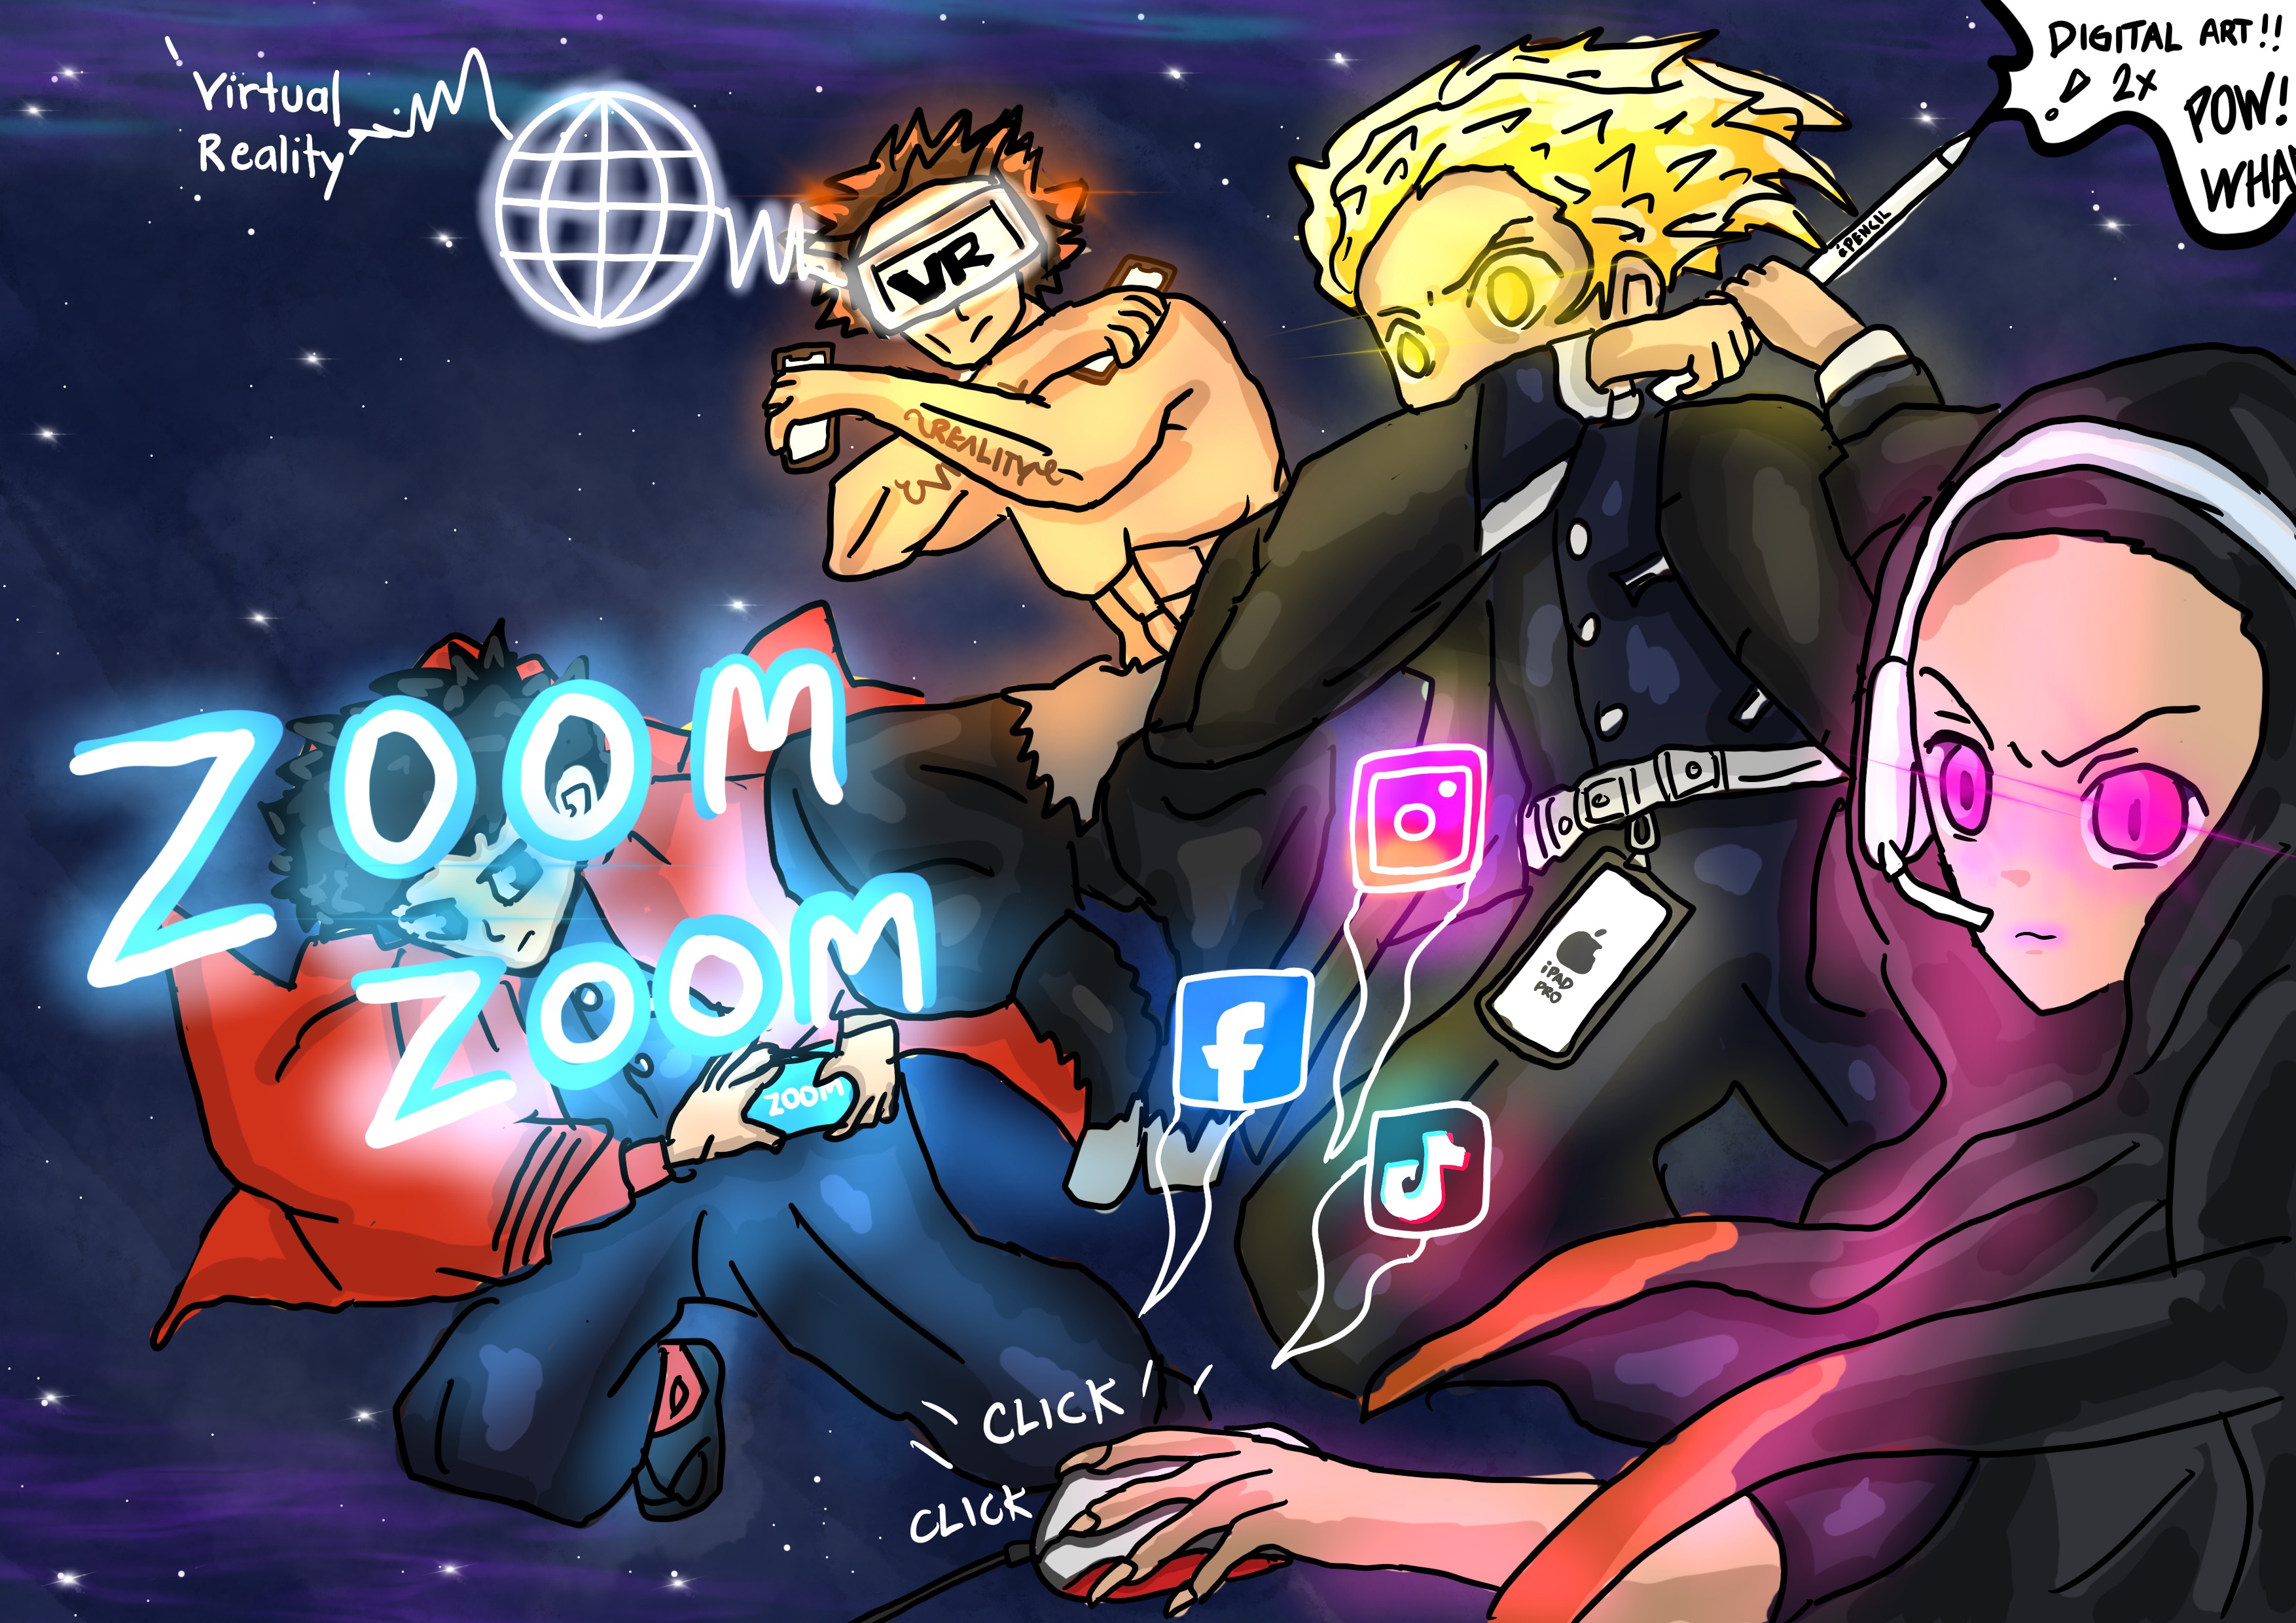 Virtual
Reality
DIGITAL ART!!
2x
POW!
iPENCIL
VR
REALITY
ZOOM
ZOOM
ZOOM
iPAD
PRO
CLICK
CLICK